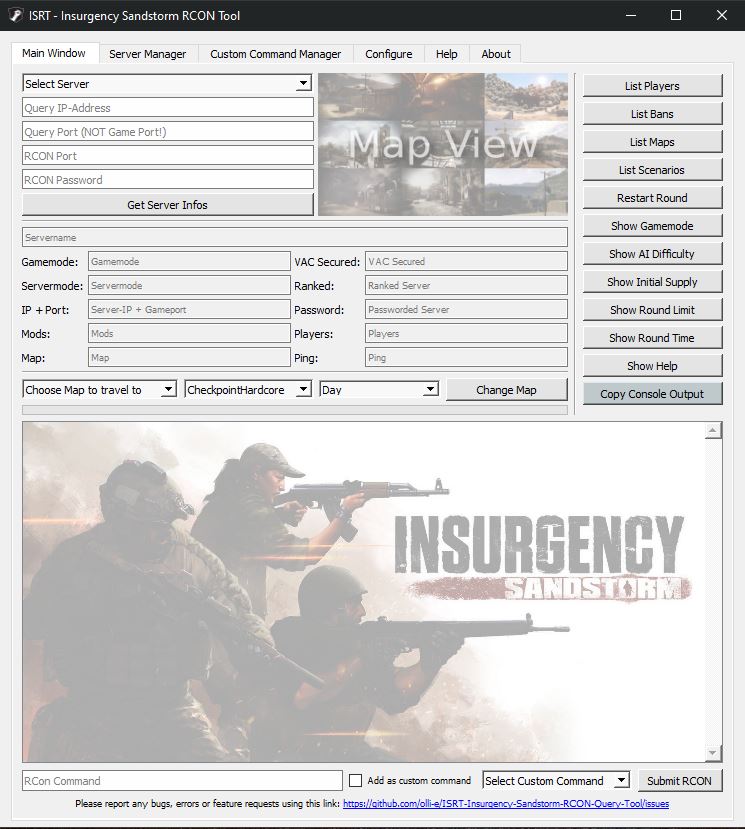 ISRT - Insurgency Sandstorm RCON Tool
Main Window
Server Manager
Custom Command Manager
Configure
Help
About
Select Server
Query IP-Address
Query Port (NOT Game Port!)
RCON Port
RCON Password
Get Server Infos
Map View
List Players
List Bans
List Maps
List Scenarios
Restart Round
Show Gamemode
Show AI Difficulty
Show Initial Supply
Show Round Limit
Show Round Time
Show Help
Copy Console Output
Servername
Gamemode: Gamemode VAC Secured: VAC Secured
Servermode: Servermode Ranked: Ranked Server
IP + Port: Server-IP + Gameport Password: Passworded Server
Mods: Mods Players: Players
Map: Map Ping: Ping
Choose Map to travel to CheckpointHardcore Day Change Map
INSURGENCY
SANDSTORM
RCon Command Add as custom command Select Custom Command Submit RCON
Please report any bugs, errors or feature requests using this link: https://github.com/olli-e/ISRT-Insurgency-Sandstorm-RCON-Query-Tool/issues